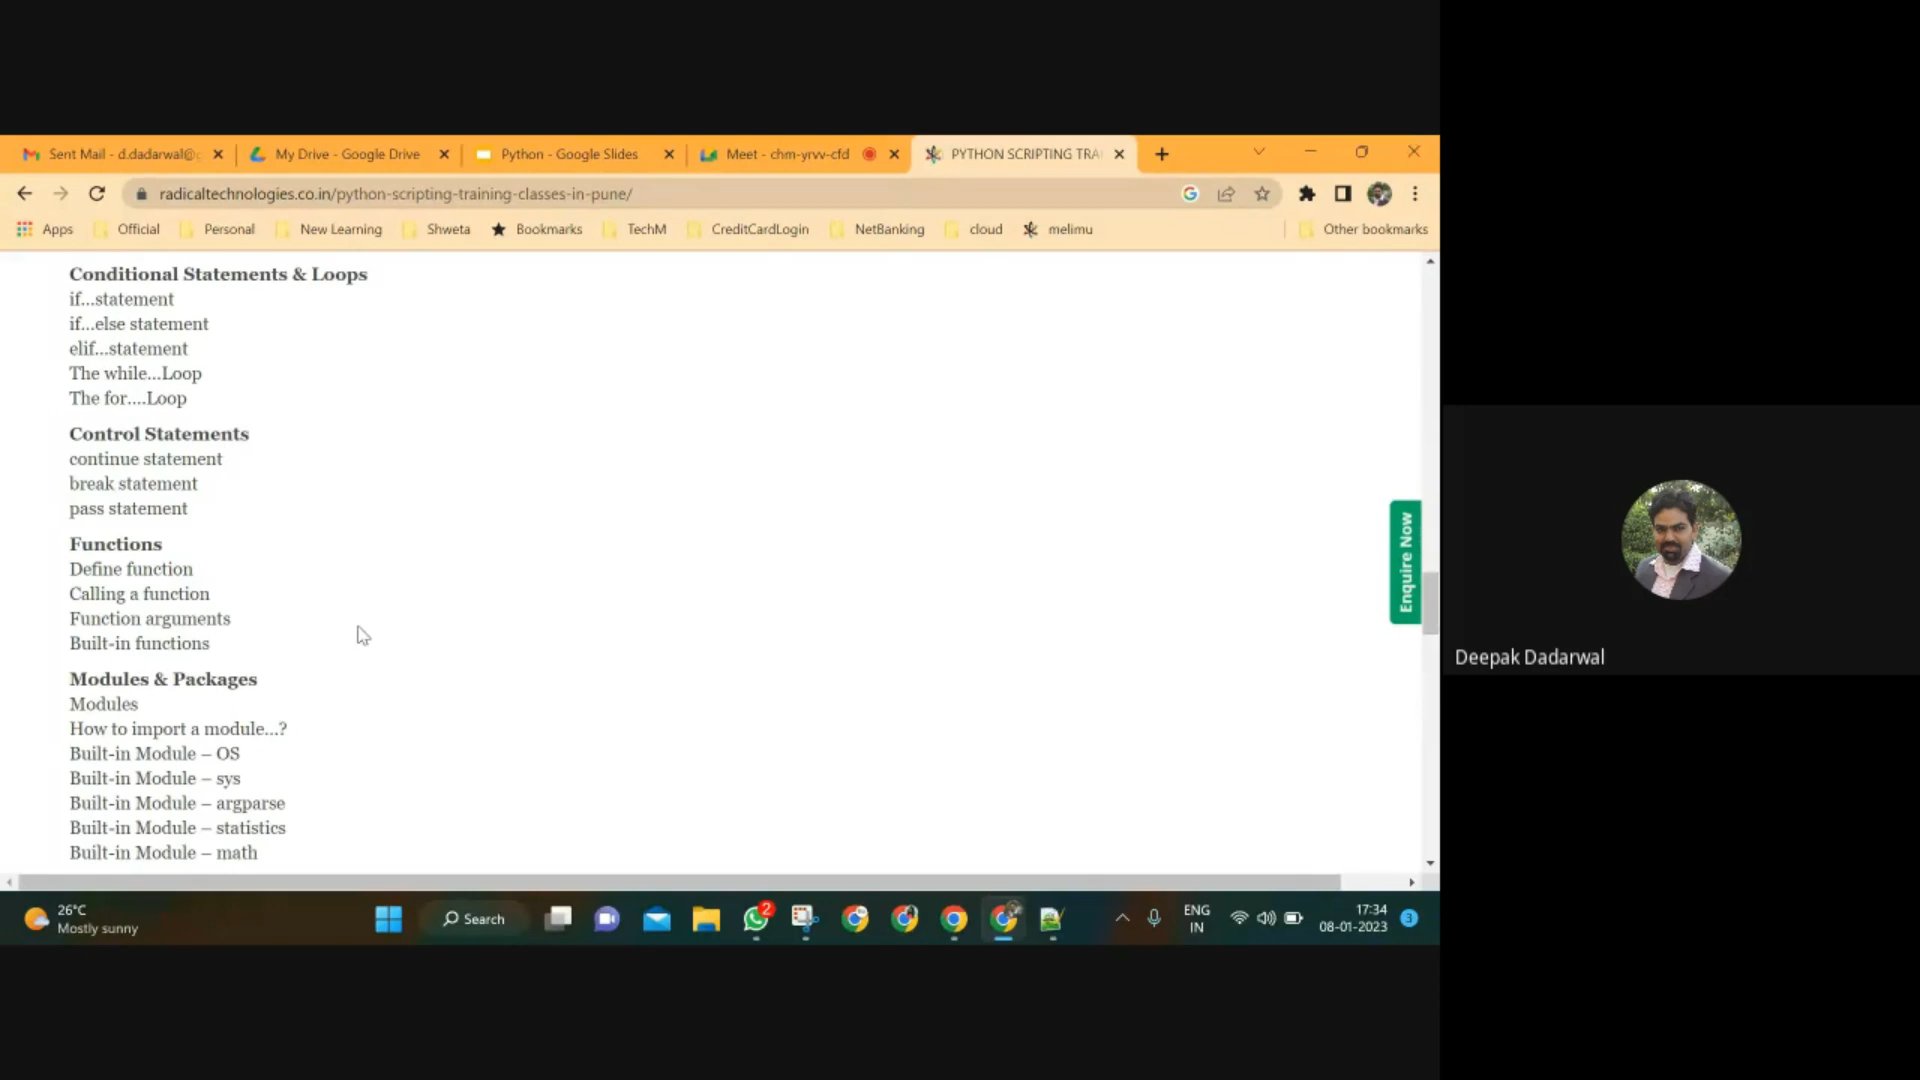 Sent Mail - d.dadarwal@g
My Drive - Google Drive
Python - Google Slides
Meet - chm-yrvv-cfd
PYTHON SCRIPTING TRA
radicaltechnologies.co.in/python-scripting-training-classes-in-pune/
Apps
Official
Personal
New Learning
Shweta
Bookmarks
TechM
CreditCardLogin
NetBanking
cloud
melimu
Other bookmarks
Conditional Statements & Loops
if...statement
if...else statement
elif...statement
The while...Loop
The for....Loop
Control Statements
continue statement
break statement
pass statement
Functions
Define function
Calling a function
Function arguments
Built-in functions
Modules & Packages
Modules
How to import a module...?
Built-in Module – OS
Built-in Module – sys
Built-in Module – argparse
Built-in Module – statistics
Built-in Module – math
Enquire Now
Deepak Dadarwal
26°C
Mostly sunny
Search
2
ENG
IN
17:34
08-01-2023
3